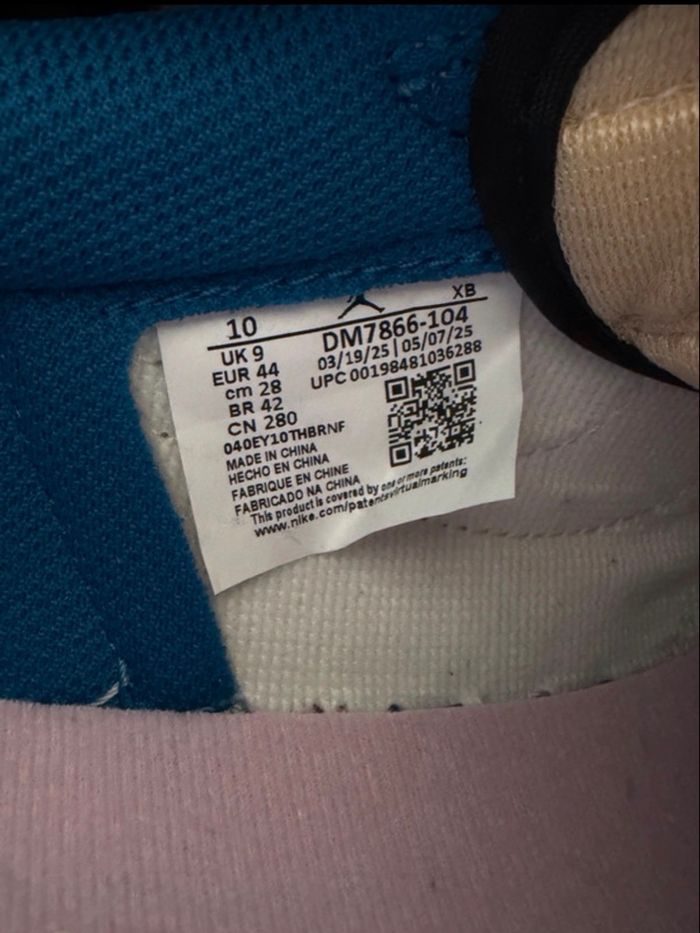 XB
10
DM7866-104
UK 9
03/19/25 | 05/07/25
EUR 44
UPC 00198481036288
cm 28
BR 42
CN 280
040EY10THBRNF
MADE IN CHINA
HECHO EN CHINA
FABRIQUE EN CHINE
FABRICADO NA CHINA
This product is covered by one or more patents:
www.nike.com/patentsvirtualmarking